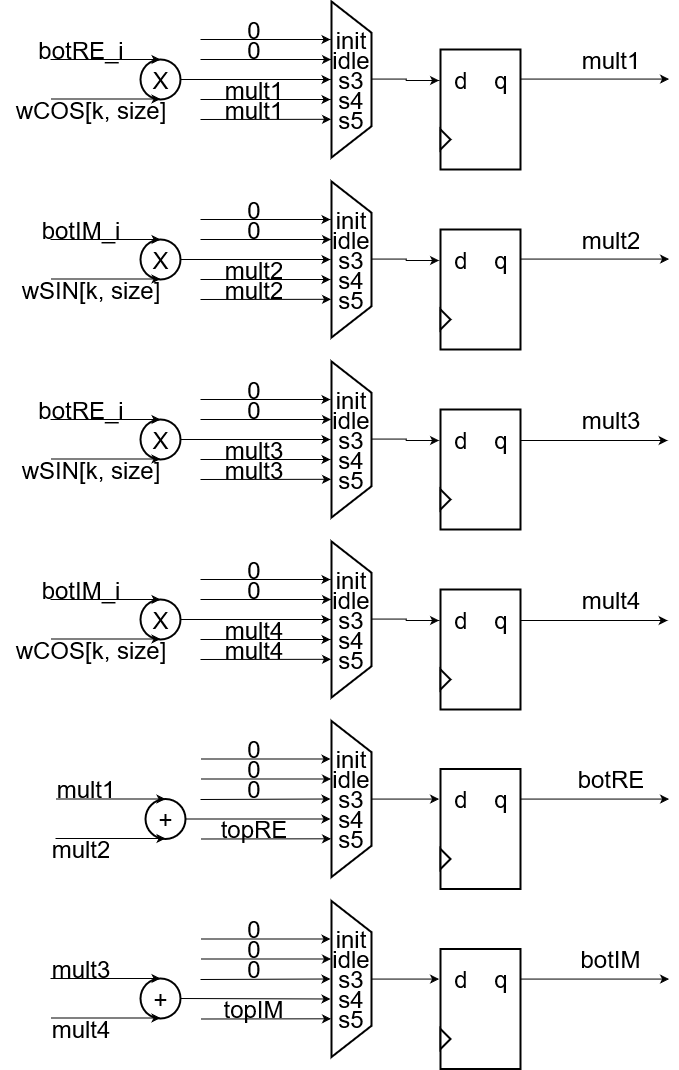 0
botRE_i
0
init
idle
X
s3
d q
mult1
mult1
s4
wCOS[k, size]
mult1
s5
0
botIM_i
0
init
idle
X
s3
d q
mult2
mult2
s4
wSIN[k, size]
mult2
s5
0
botRE_i
0
init
idle
X
s3
d q
mult3
mult3
s4
wSIN[k, size]
mult3
s5
0
botIM_i
0
init
idle
X
s3
d q
mult4
mult4
s4
wCOS[k, size]
mult4
s5
0
init
0
idle
mult1
0
s3
d q
botRE
+
s4
mult2
topRE
s5
0
init
0
idle
mult3
0
s3
d q
botIM
+
s4
mult4
topIM
s5